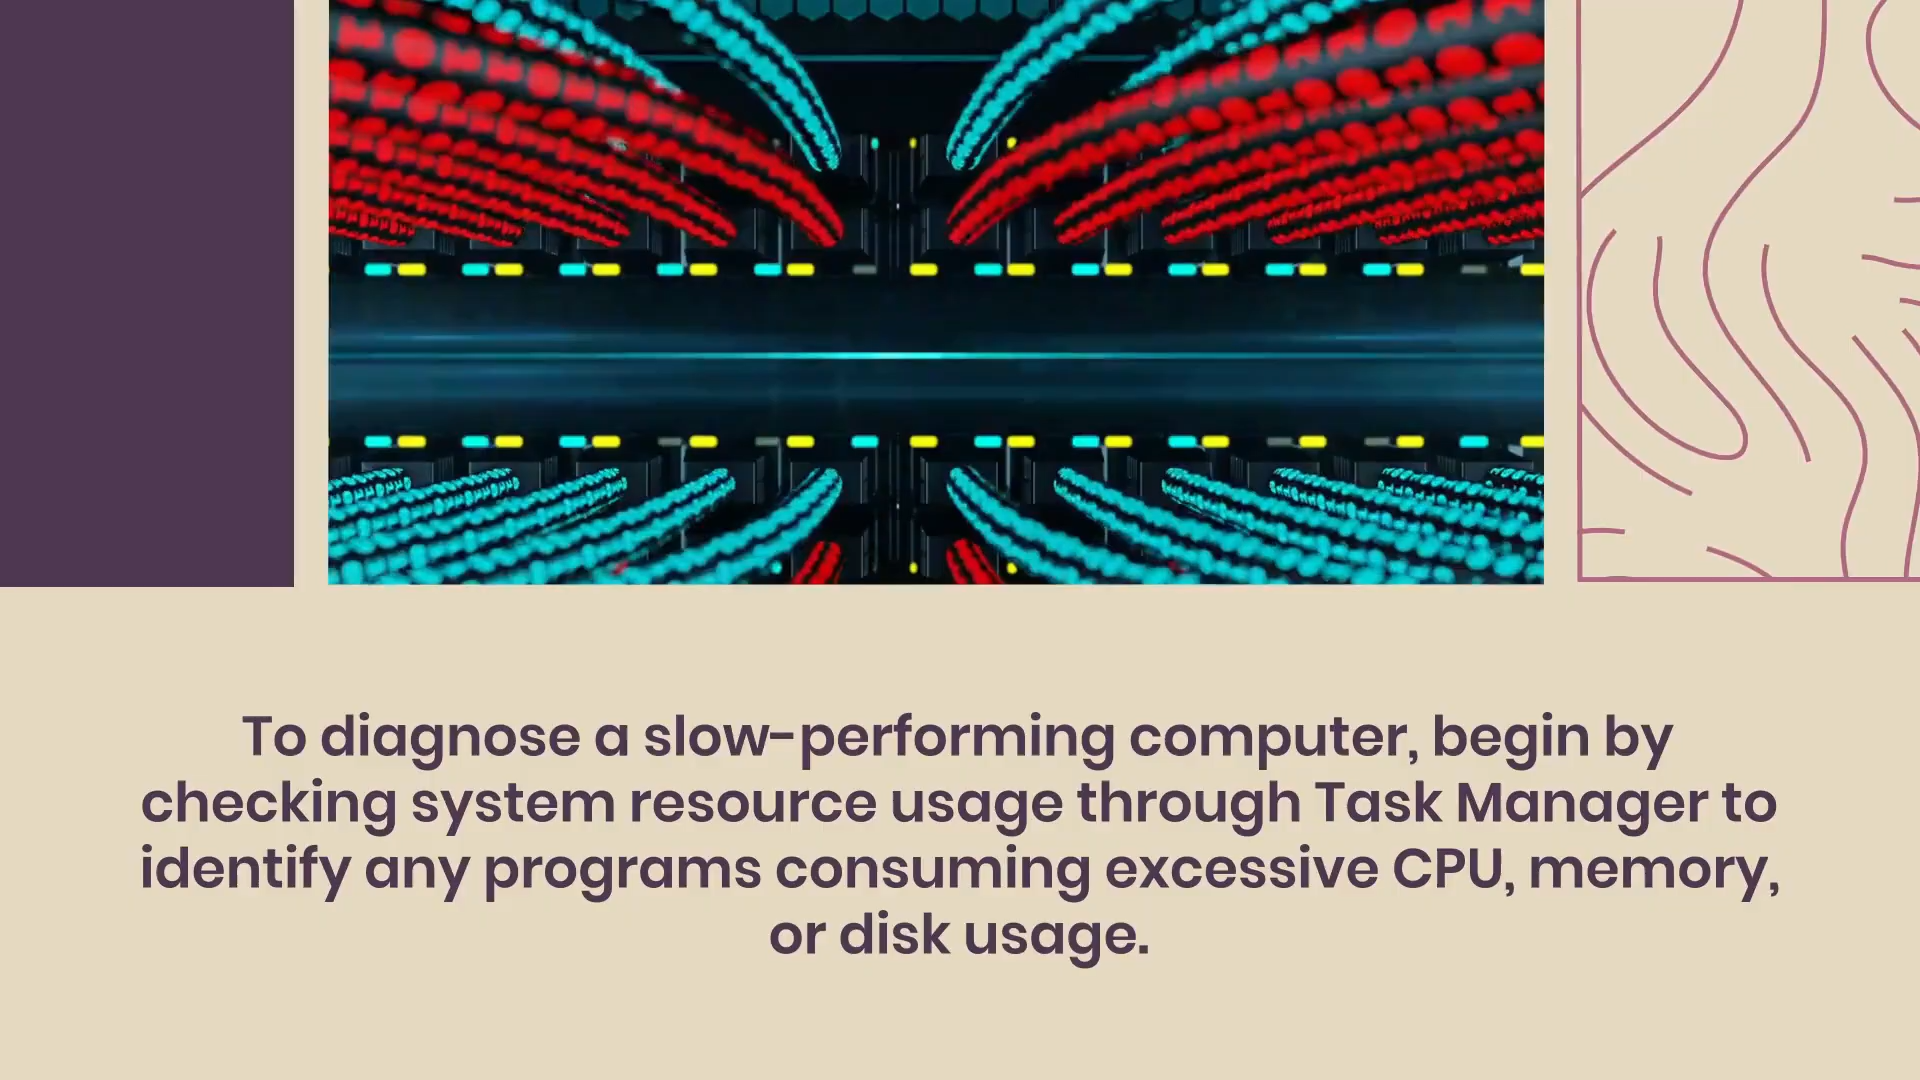 To diagnose a slow-performing computer, begin by
checking system resource usage through Task Manager to
identify any programs consuming excessive CPU, memory,
or disk usage.